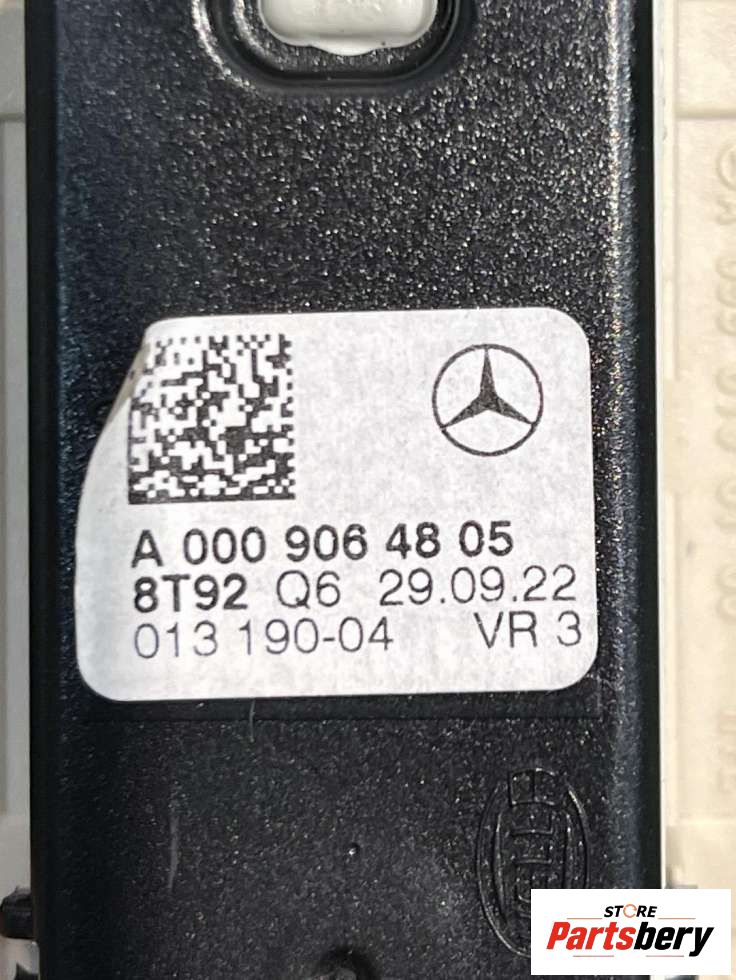 A 000 906 48 05
8T92 Q6 29.09.22
013 190-04 VR 3
STORE
Partsbery